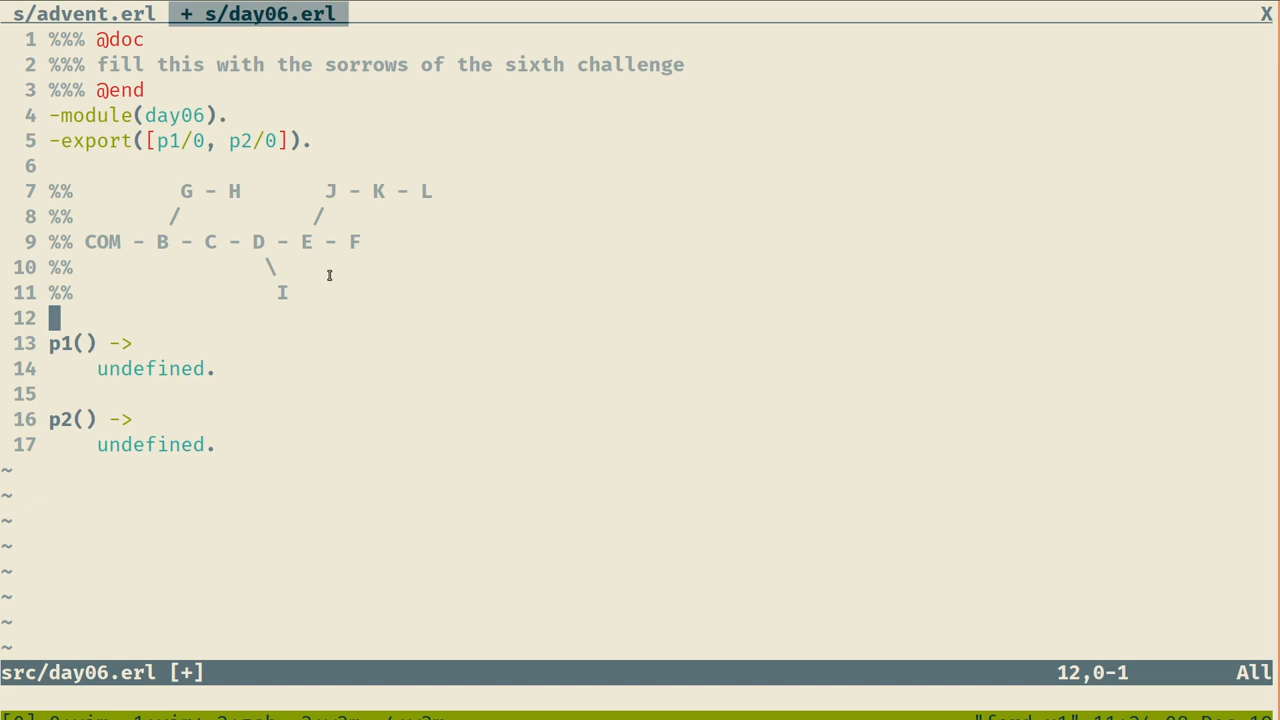 s/advent.erl  + s/day06.erl X
1 %%% @doc
2 %%% fill this with the sorrows of the sixth challenge
3 %%% @end
4 -module(day06).
5 -export([p1/0, p2/0]).
6
7 %%         G - H       J - K - L
8 %%        /           /
9 %% COM - B - C - D - E - F
10 %%                \
11 %%                 I
12
13 p1() ->
14     undefined.
15
16 p2() ->
17     undefined.
~
~
~
~
~
~
~
~
src/day06.erl [+] 12,0-1 All